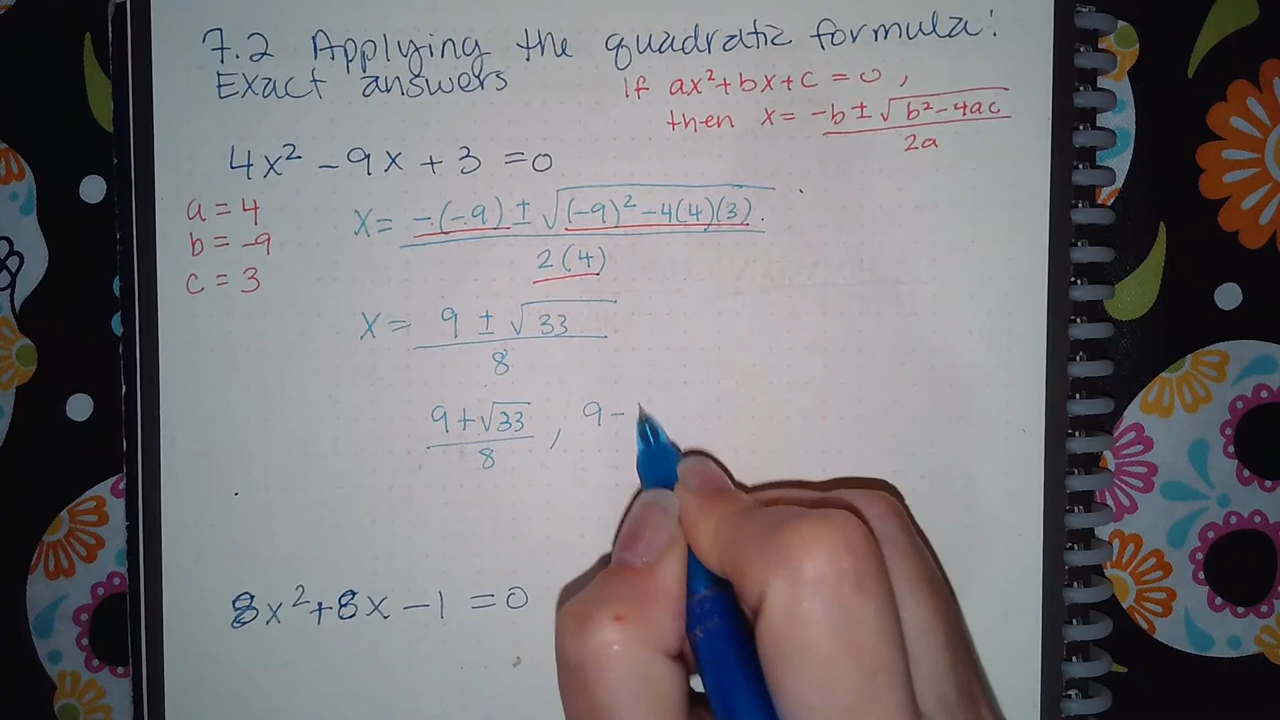 7.2 Applying the quadratic formula:
Exact answers
If ax²+bx+c=0,
then x = -b±√b²-4ac
2a
4x² - 9x + 3 = 0
a = 4
b = -9
c = 3
X = -(-9) ± √(-9)² - 4(4)(3).
2(4)
X = 9 ± √33
8
9+√33 , 9 -
8
8x²+8x-1 = 0